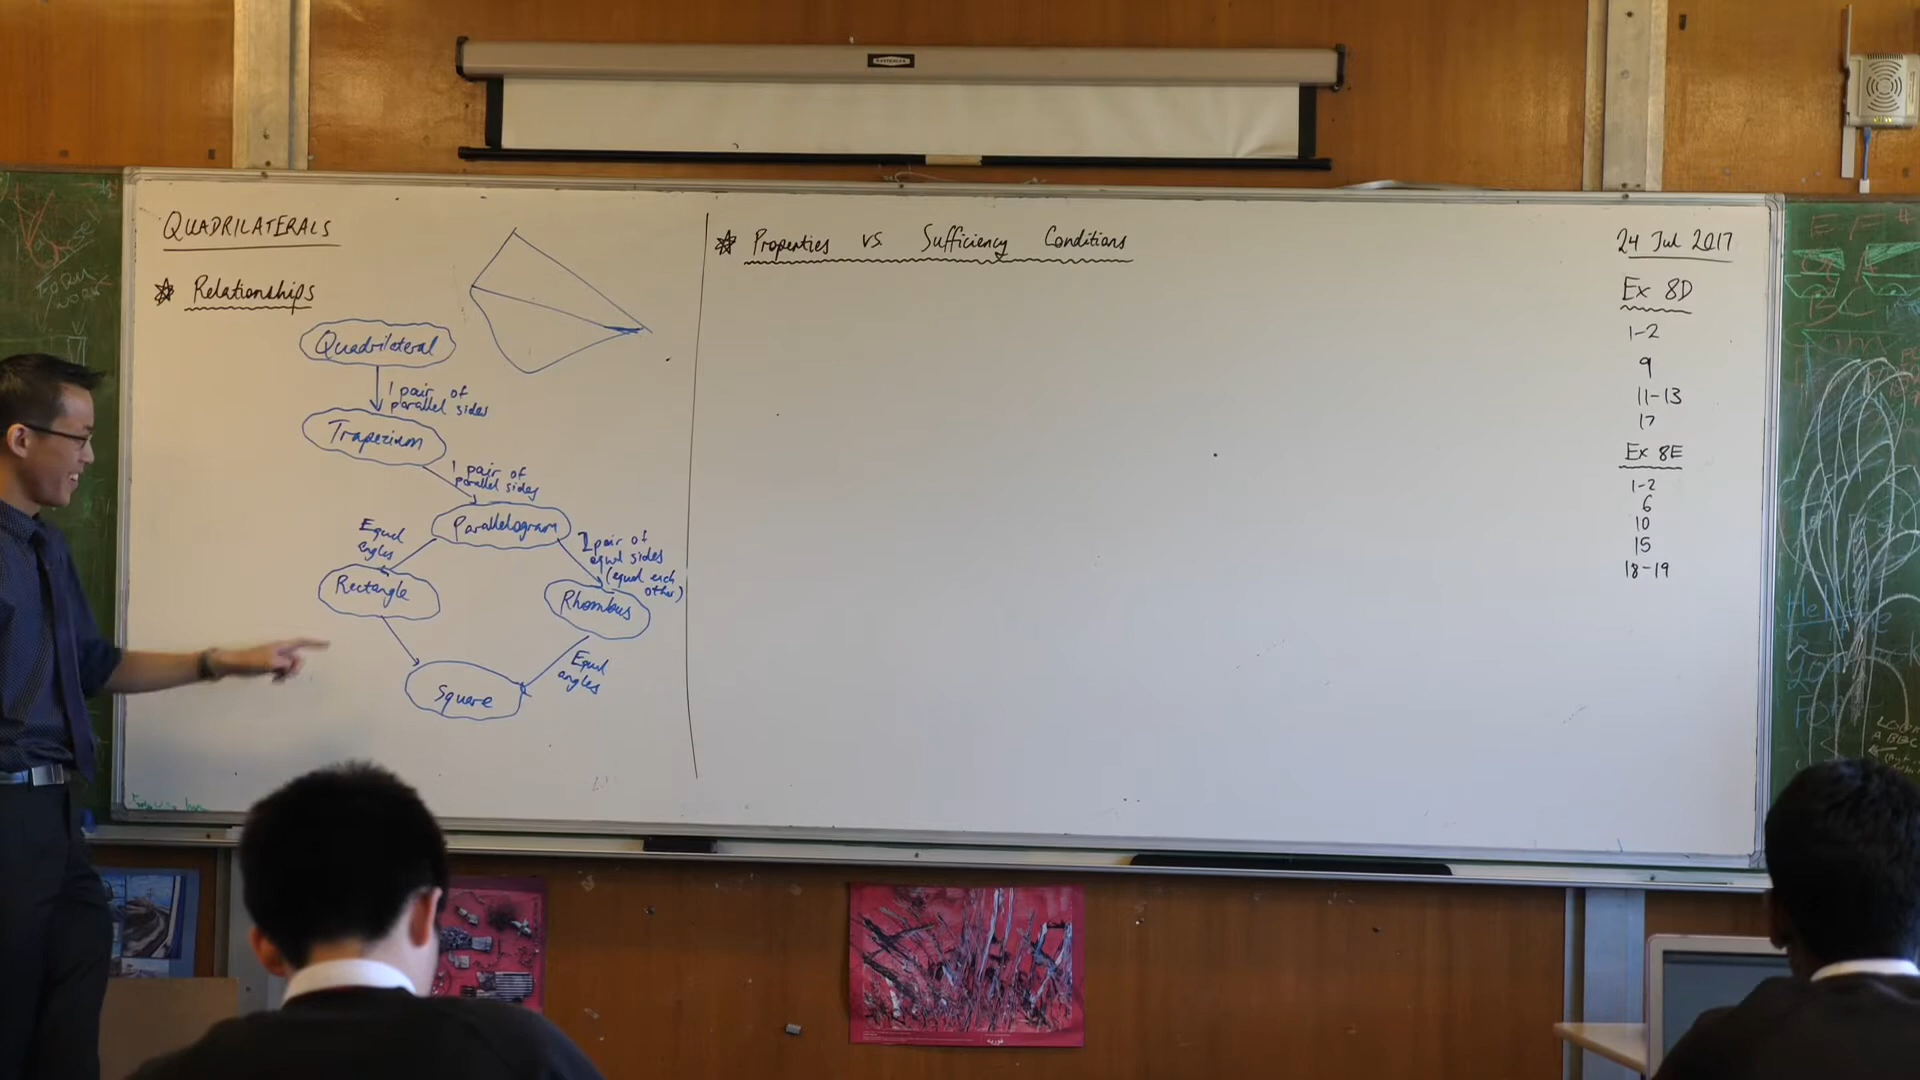 QUADRILATERALS
Relationships
Quadrilateral
1 pair of
parallel sides
Trapezium
1 pair of
parallel sides
Parallelogram
Equal
angles
2 pair of
equal sides
(equal each
other)
Rectangle
Rhombus
Equal
angles
Square
Properties vs. Sufficiency Conditions
24 Jul 2017
Ex 8D
1-2
9
11-13
17
Ex 8E
1-2
6
10
15
18-19